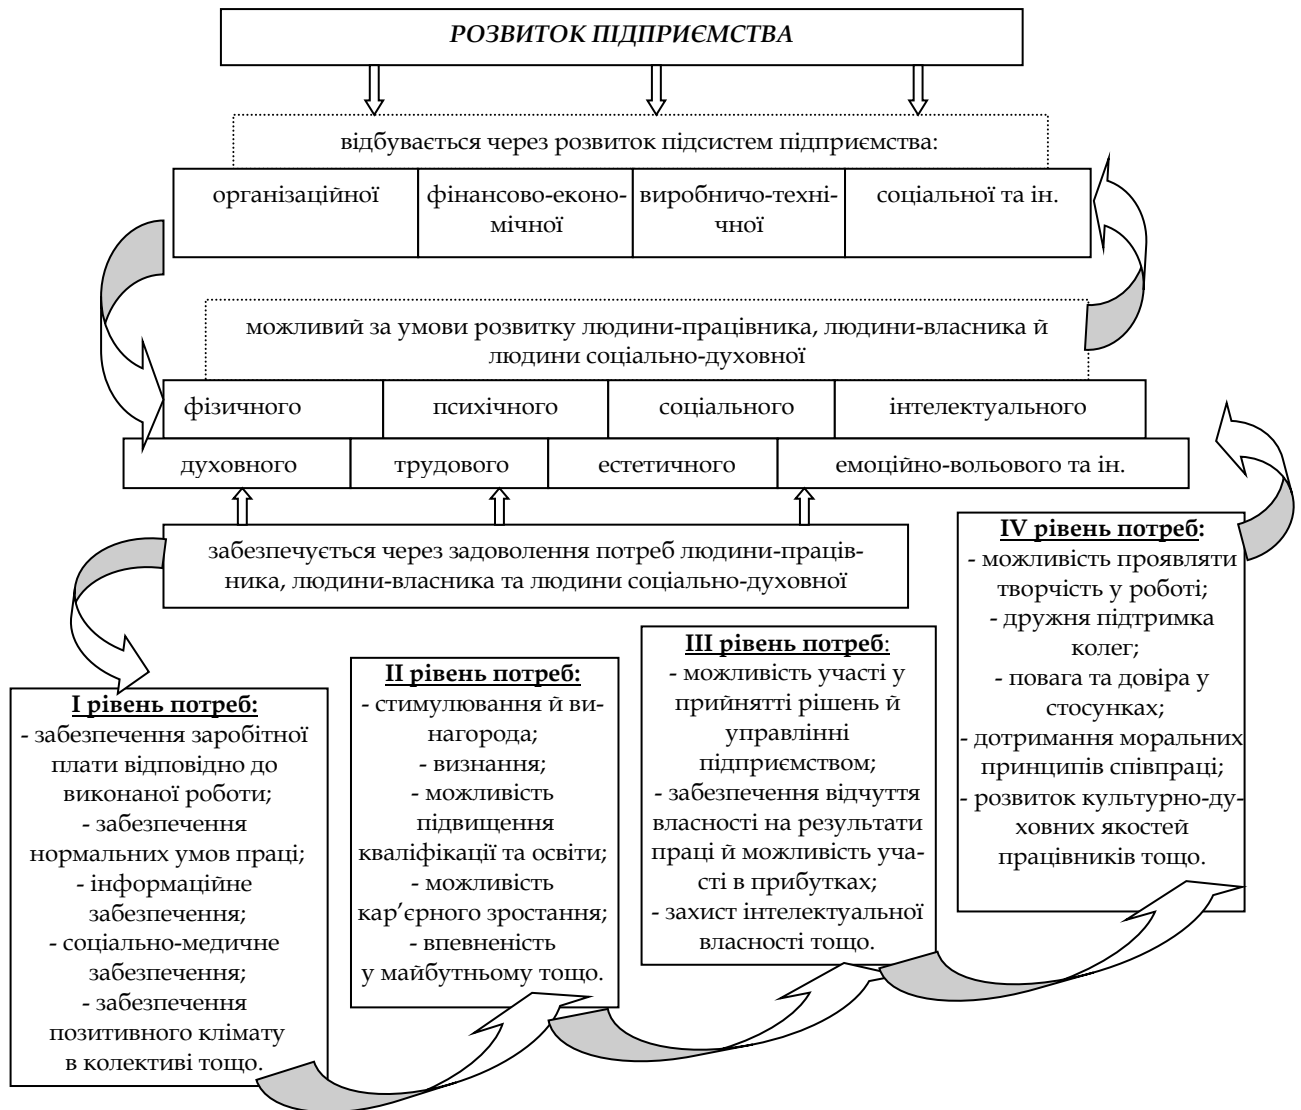 РОЗВИТОК ПІДПРИЄМСТВА
відбувається через розвиток підсистем підприємства:
організаційної
фінансово-еконо-
мічної
виробничо-техні-
чної
соціальної та ін.
можливий за умови розвитку людини-працівника, людини-власника й
людини соціально-духовної
фізичного
психічного
соціального
інтелектуального
духовного
трудового
естетичного
емоційно-вольового та ін.
забезпечується через задоволення потреб людини-праців-
ника, людини-власника та людини соціально-духовної
І рівень потреб:
- забезпечення заробітної
плати відповідно до
виконаної роботи;
- забезпечення
нормальних умов праці;
- інформаційне
забезпечення;
- соціально-медичне
забезпечення;
- забезпечення
позитивного клімату
в колективі тощо.
ІІ рівень потреб:
- стимулювання й ви-
нагорода;
- визнання;
- можливість
підвищення
кваліфікації та освіти;
- можливість
кар’єрного зростання;
- впевненість
у майбутньому тощо.
ІІІ рівень потреб:
- можливість участі у
прийнятті рішень й
управлінні
підприємством;
- забезпечення відчуття
власності на результати
праці й можливість уча-
сті в прибутках;
- захист інтелектуальної
власності тощо.
IV рівень потреб:
- можливість проявляти
творчість у роботі;
- дружня підтримка
колег;
- повага та довіра у
стосунках;
- дотримання моральних
принципів співпраці;
- розвиток культурно-ду-
ховних якостей
працівників тощо.